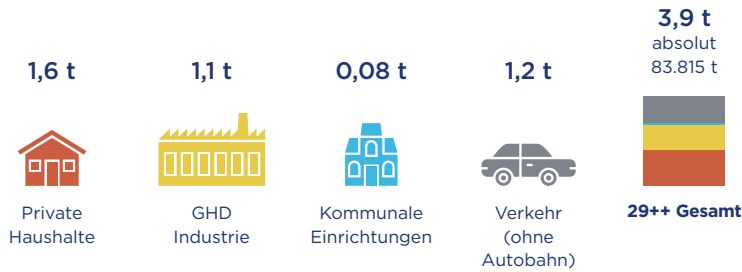 1,6 t
Private
Haushalte
1,1 t
GHD
Industrie
0,08 t
Kommunale
Einrichtungen
1,2 t
Verkehr
(ohne
Autobahn)
3,9 t
absolut
83.815 t
29++ Gesamt